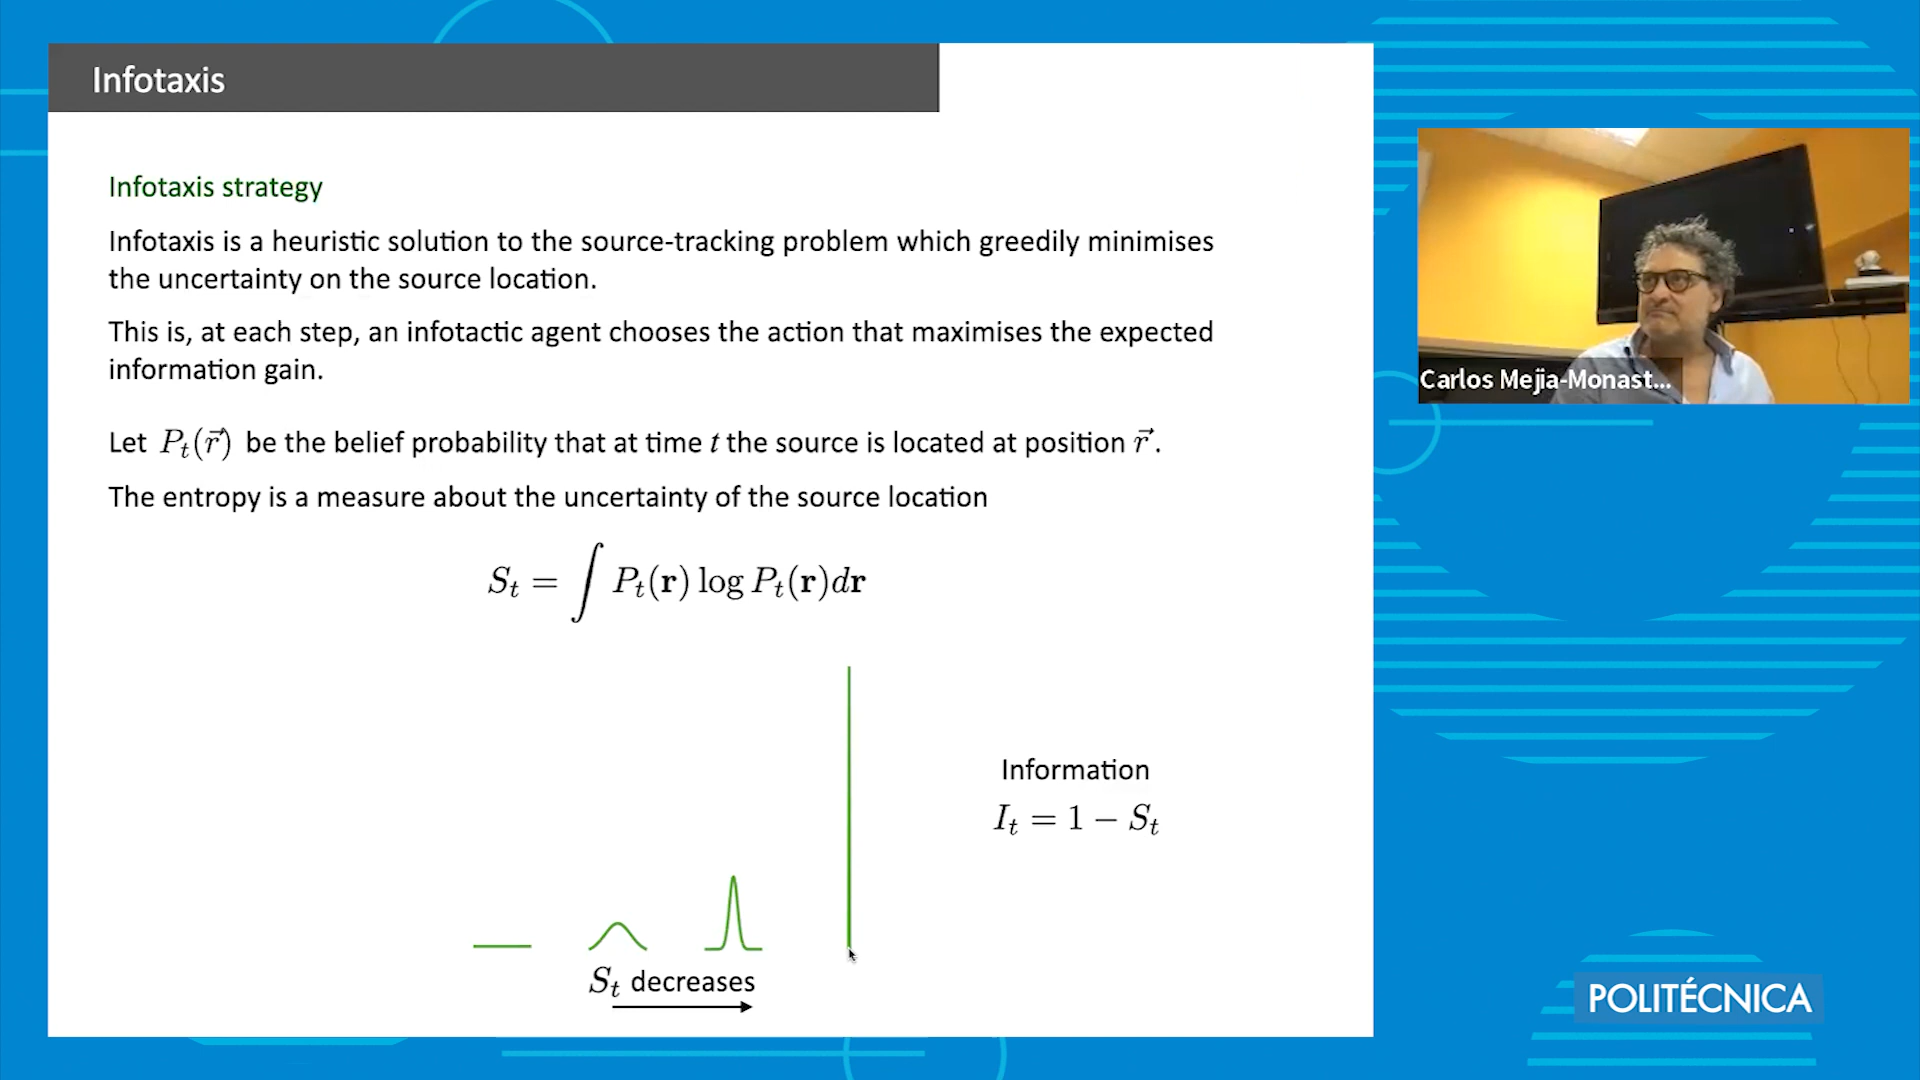 Infotaxis
Infotaxis strategy
Infotaxis is a heuristic solution to the source-tracking problem which greedily minimises
the uncertainty on the source location.
This is, at each step, an infotactic agent chooses the action that maximises the expected
information gain.
Let $P_t(\vec{r})$ be the belief probability that at time t the source is located at position $\vec{r}$.
The entropy is a measure about the uncertainty of the source location
$S_t = \int P_t(\mathbf{r}) \log P_t(\mathbf{r}) d\mathbf{r}$
Information
$I_t = 1 - S_t$
$S_t$ decreases
Carlos Mejia-Monast...
POLITÉCNICA